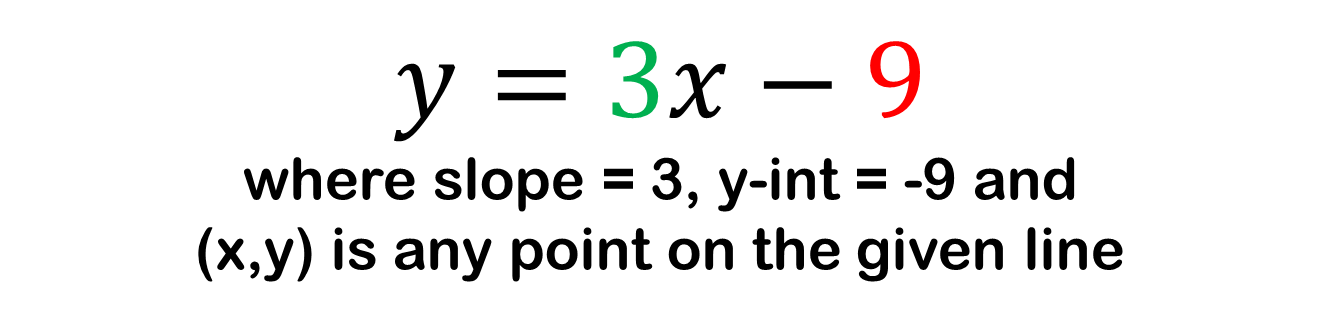 y = 3x − 9
where slope = 3, y-int = -9 and
(x,y) is any point on the given line